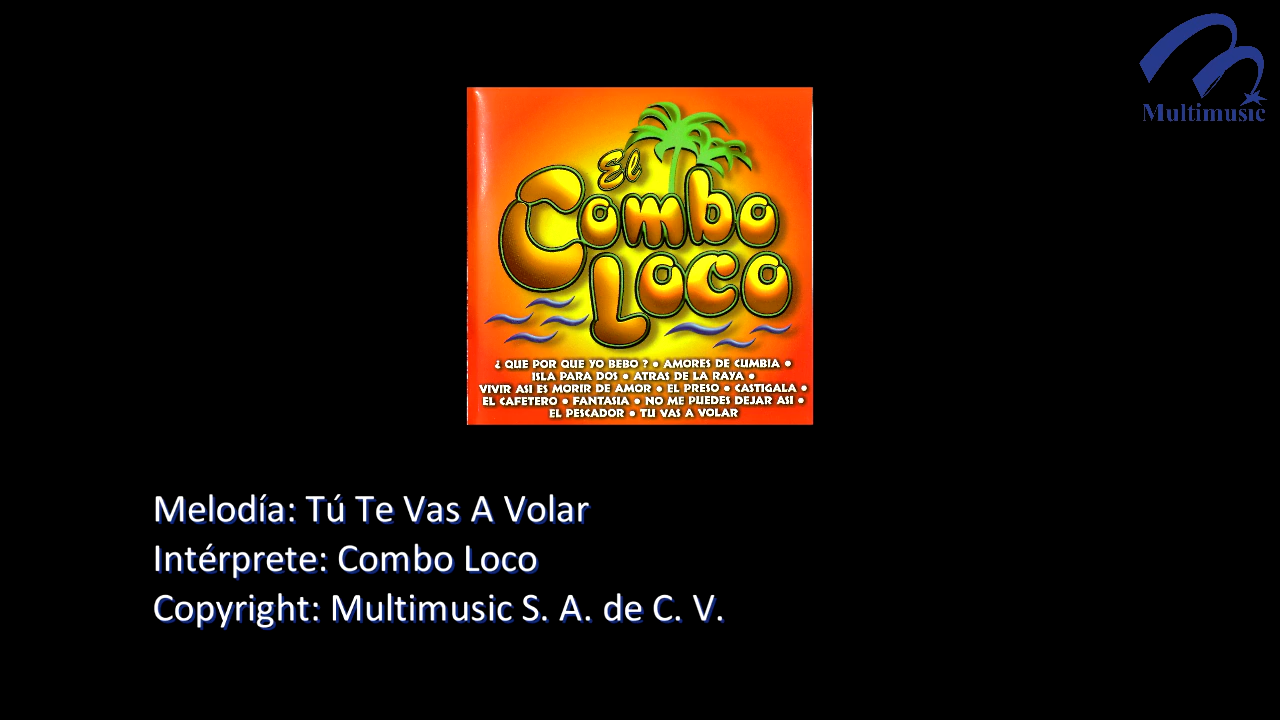 Multimusic
El
Combo
Loco
¿ QUE POR QUE YO BEBO ? • AMORES DE CUMBIA •
ISLA PARA DOS • ATRAS DE LA RAYA •
VIVIR ASI ES MORIR DE AMOR • EL PRESO • CASTIGALA •
EL CAFETERO • FANTASIA • NO ME PUEDES DEJAR ASI •
EL PESCADOR • TU VAS A VOLAR
Melodía: Tú Te Vas A Volar
Intérprete: Combo Loco
Copyright: Multimusic S. A. de C. V.